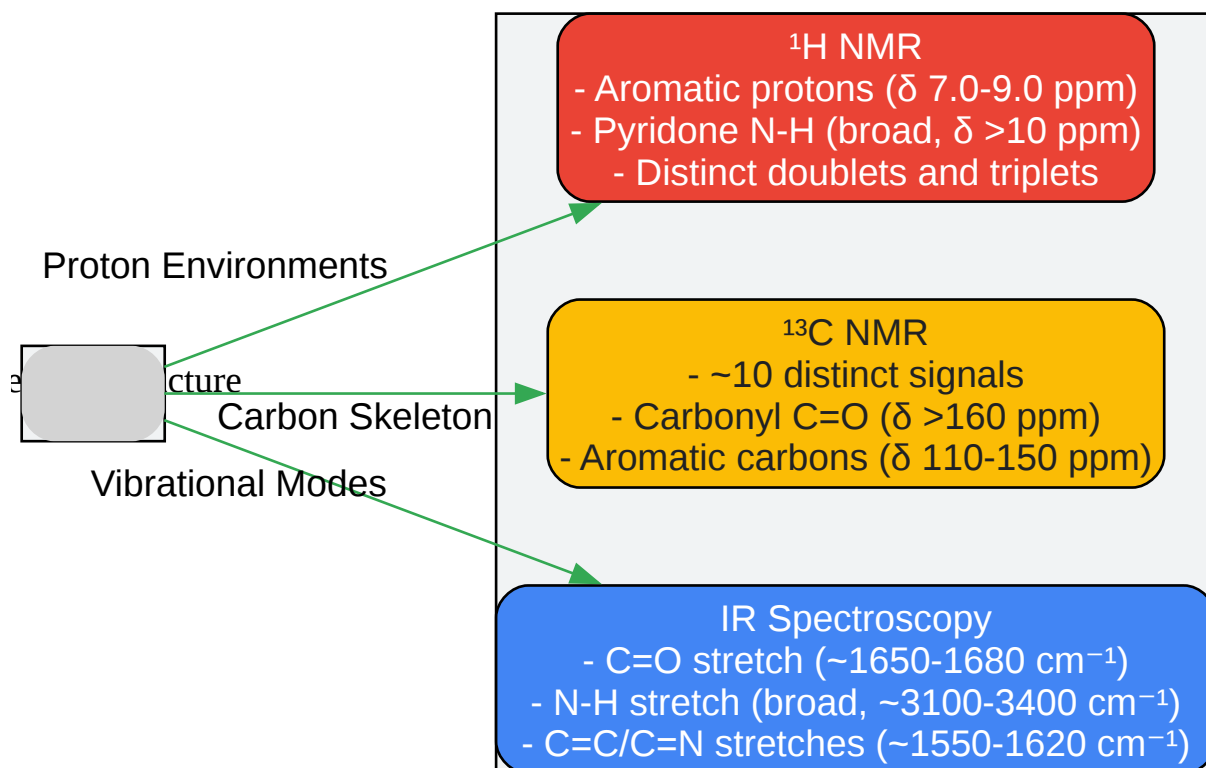 ¹H NMR
- Aromatic protons (δ 7.0-9.0 ppm)
- Pyridone N-H (broad, δ >10 ppm)
- Distinct doublets and triplets
Proton Environments
¹³C NMR
- ~10 distinct signals
- Carbonyl C=O (δ >160 ppm)
- Aromatic carbons (δ 110-150 ppm)
cture
Carbon Skeleton
Vibrational Modes
IR Spectroscopy
- C=O stretch (~1650-1680 cm⁻¹)
- N-H stretch (broad, ~3100-3400 cm⁻¹)
- C=C/C=N stretches (~1550-1620 cm⁻¹)